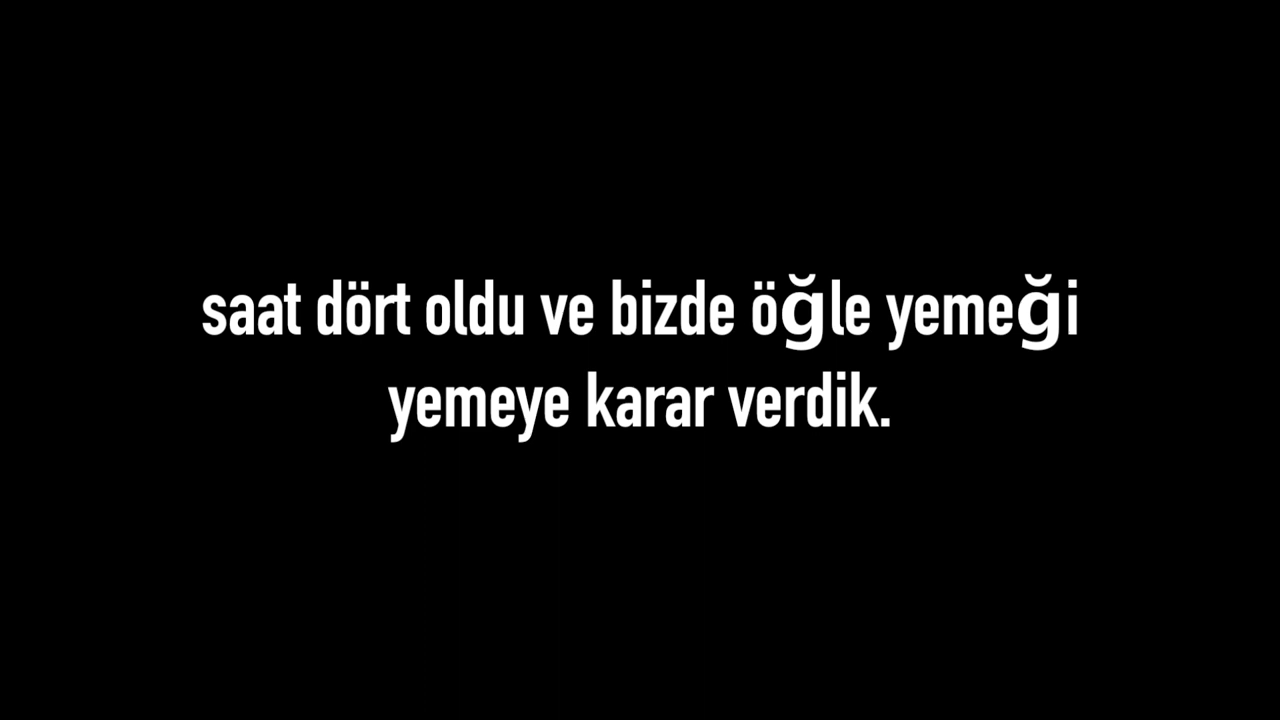 saat dört oldu ve bizde öğle yemeği
yemeye karar verdik.